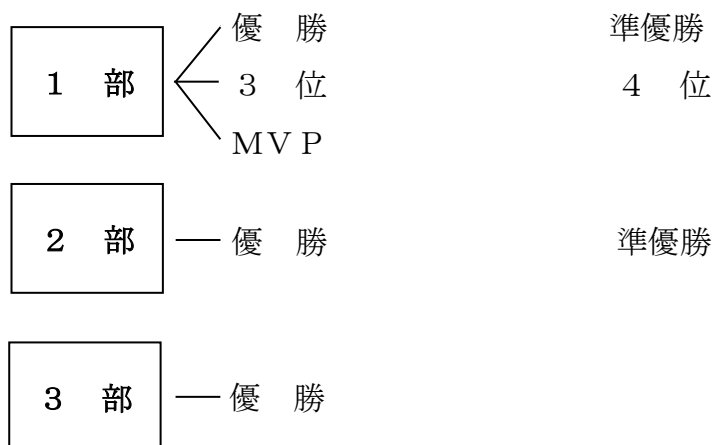 優　勝　準優勝
１　部　３　位　４　位
ＭＶＰ
２　部　優　勝　準優勝
３　部　優　勝